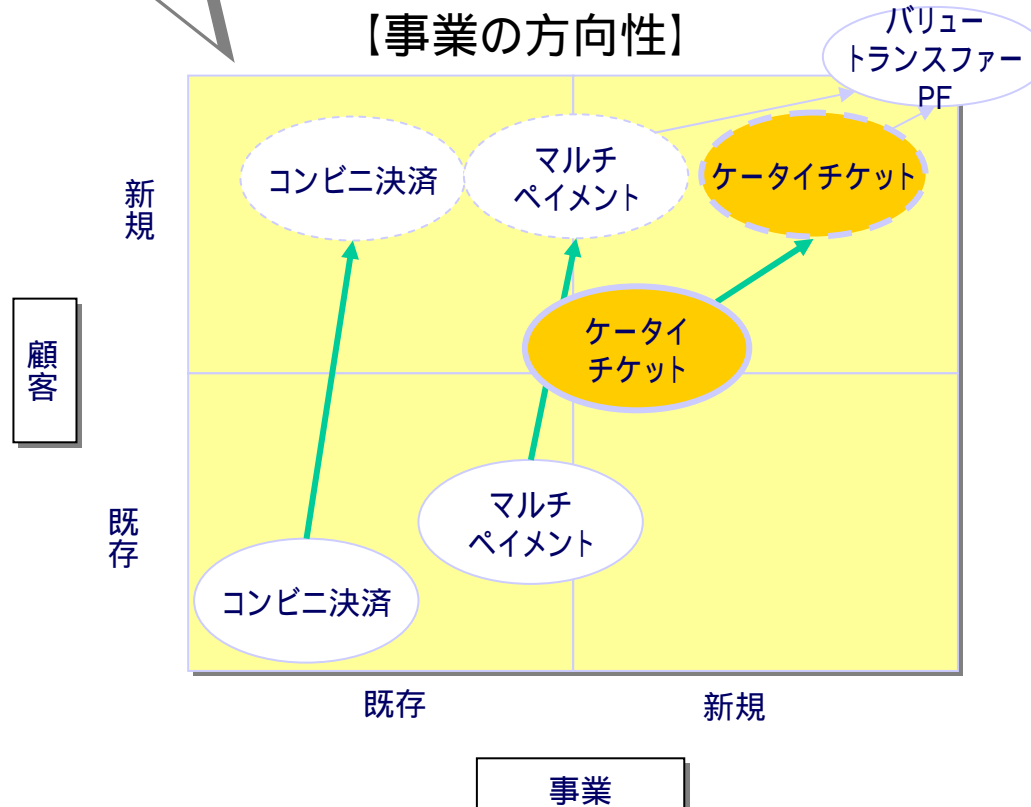 【事業の方向性】
バリュー
トランスファー
PF
コンビニ決済
マルチ
ペイメント
ケータイチケット
新規
ケータイ
チケット
顧客
マルチ
ペイメント
既存
コンビニ決済
既存
新規
事業